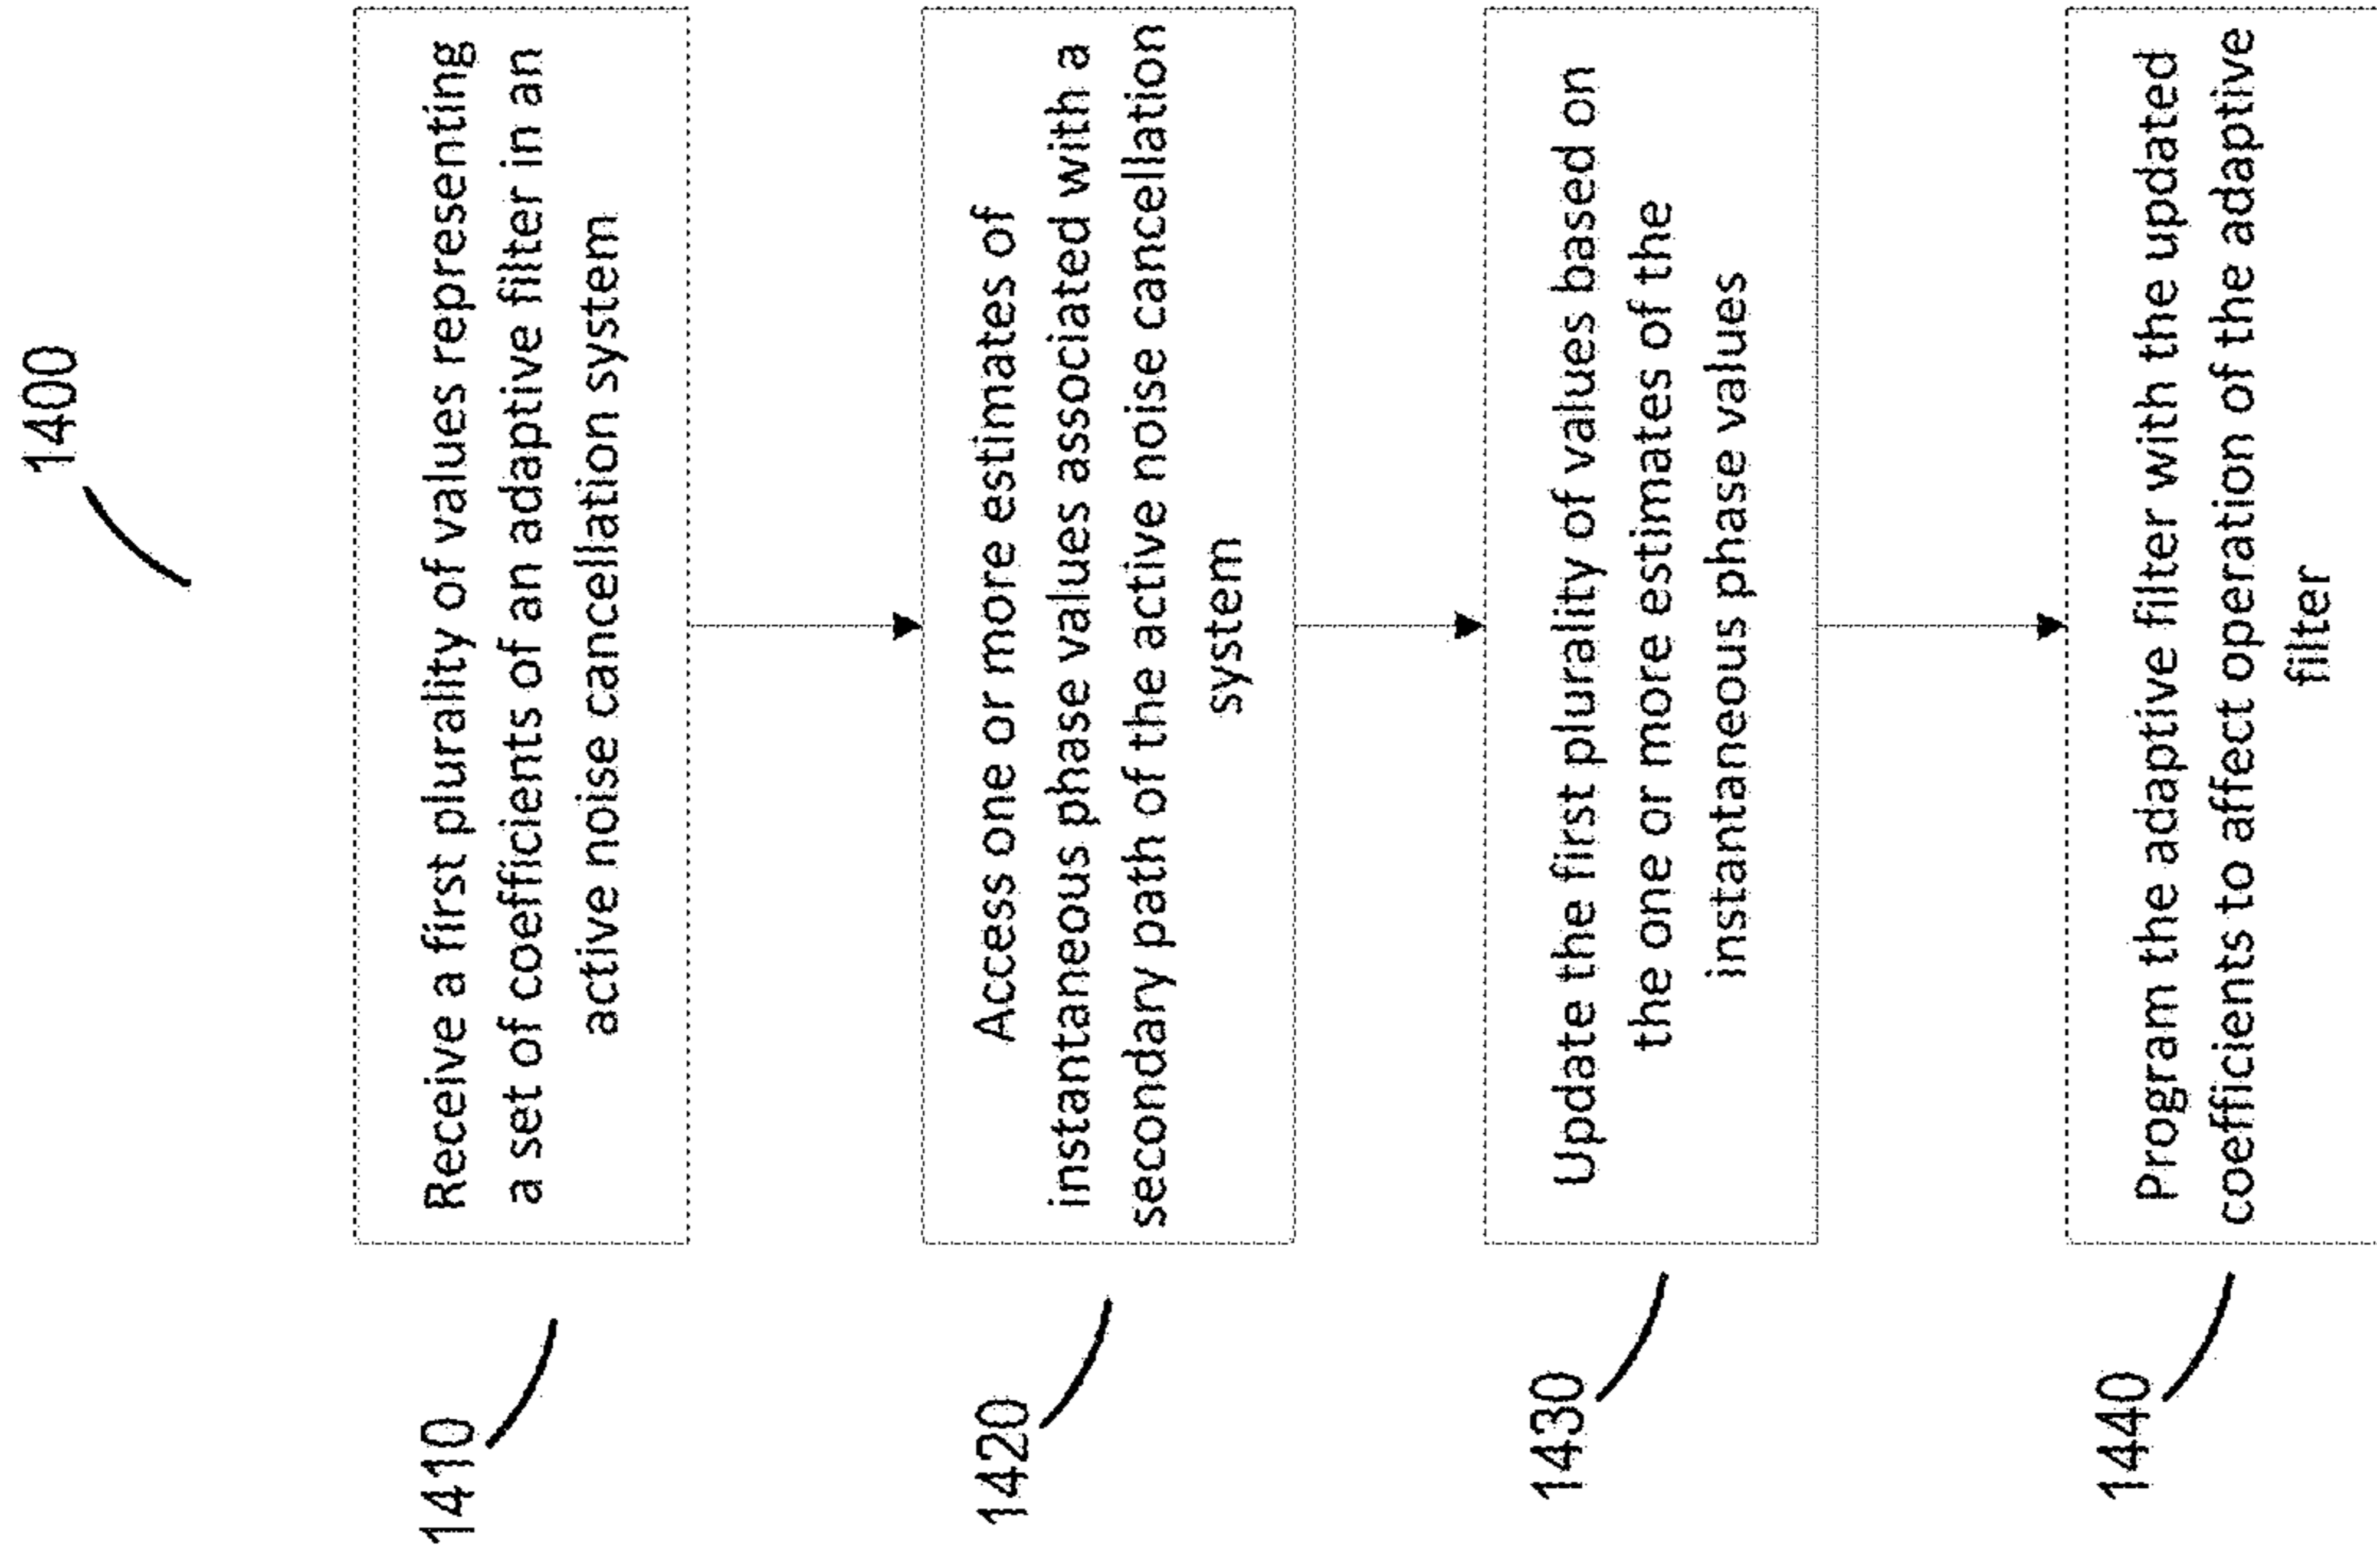 1400
1410
Receive a first plurality of values representing
a set of coefficients of an adaptive filter in an
active noise cancellation system
1420
Access one or more estimates of
instantaneous phase values associated with a
secondary path of the active noise cancellation
system
1430
Update the first plurality of values based on
the one or more estimates of the
instantaneous phase values
1440
Program the adaptive filter with the updated
coefficients to affect operation of the adaptive
filter